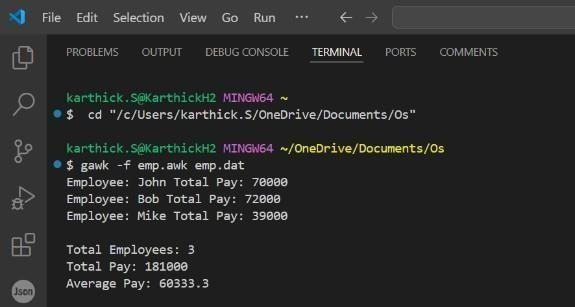 File Edit Selection View Go Run ...
PROBLEMS OUTPUT DEBUG CONSOLE TERMINAL PORTS COMMENTS
karthick.S@KarthickH2 MINGW64 ~
$ cd "/c/Users/karthick.S/OneDrive/Documents/Os"
karthick.S@KarthickH2 MINGW64 ~/OneDrive/Documents/Os
$ gawk -f emp.awk emp.dat
Employee: John Total Pay: 70000
Employee: Bob Total Pay: 72000
Employee: Mike Total Pay: 39000
Total Employees: 3
Total Pay: 181000
Average Pay: 60333.3
Json